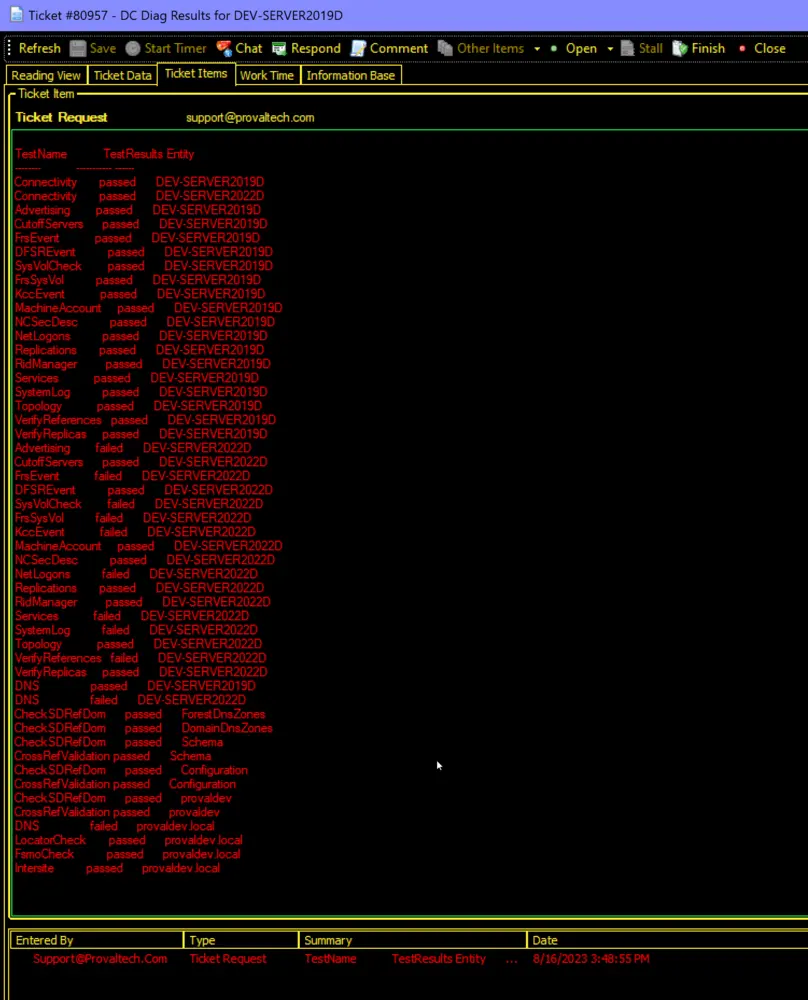 Ticket #80957 - DC Diag Results for DEV-SERVER2019D
Refresh Save Start Timer Chat Respond Comment Other Items Open Stall Finish Close
Reading View Ticket Data Ticket Items Work Time Information Base
Ticket Item
Ticket Request support@provaltech.com
TestName TestResults Entity
-------- ----------- ------
Connectivity passed DEV-SERVER2019D
Connectivity passed DEV-SERVER2022D
Advertising passed DEV-SERVER2019D
CutoffServers passed DEV-SERVER2019D
FrsEvent passed DEV-SERVER2019D
DFSREvent passed DEV-SERVER2019D
SysVolCheck passed DEV-SERVER2019D
FrsSysVol passed DEV-SERVER2019D
KccEvent passed DEV-SERVER2019D
MachineAccount passed DEV-SERVER2019D
NCSecDesc passed DEV-SERVER2019D
NetLogons passed DEV-SERVER2019D
Replications passed DEV-SERVER2019D
RidManager passed DEV-SERVER2019D
Services passed DEV-SERVER2019D
SystemLog passed DEV-SERVER2019D
Topology passed DEV-SERVER2019D
VerifyReferences passed DEV-SERVER2019D
VerifyReplicas passed DEV-SERVER2019D
Advertising failed DEV-SERVER2022D
CutoffServers passed DEV-SERVER2022D
FrsEvent failed DEV-SERVER2022D
DFSREvent passed DEV-SERVER2022D
SysVolCheck failed DEV-SERVER2022D
FrsSysVol failed DEV-SERVER2022D
KccEvent failed DEV-SERVER2022D
MachineAccount passed DEV-SERVER2022D
NCSecDesc passed DEV-SERVER2022D
NetLogons failed DEV-SERVER2022D
Replications passed DEV-SERVER2022D
RidManager passed DEV-SERVER2022D
Services failed DEV-SERVER2022D
SystemLog failed DEV-SERVER2022D
Topology passed DEV-SERVER2022D
VerifyReferences failed DEV-SERVER2022D
VerifyReplicas passed DEV-SERVER2022D
DNS passed DEV-SERVER2019D
DNS failed DEV-SERVER2022D
CheckSDRefDom passed ForestDnsZones
CheckSDRefDom passed DomainDnsZones
CheckSDRefDom passed Schema
CrossRefValidation passed Schema
CheckSDRefDom passed Configuration
CrossRefValidation passed Configuration
CheckSDRefDom passed provaldev
CrossRefValidation passed provaldev
DNS failed provaldev.local
LocatorCheck passed provaldev.local
FsmoCheck passed provaldev.local
Intersite passed provaldev.local
Entered By Type Summary Date
Support@Provaltech.Com Ticket Request TestName TestResults Entity ... 8/16/2023 3:48:55 PM